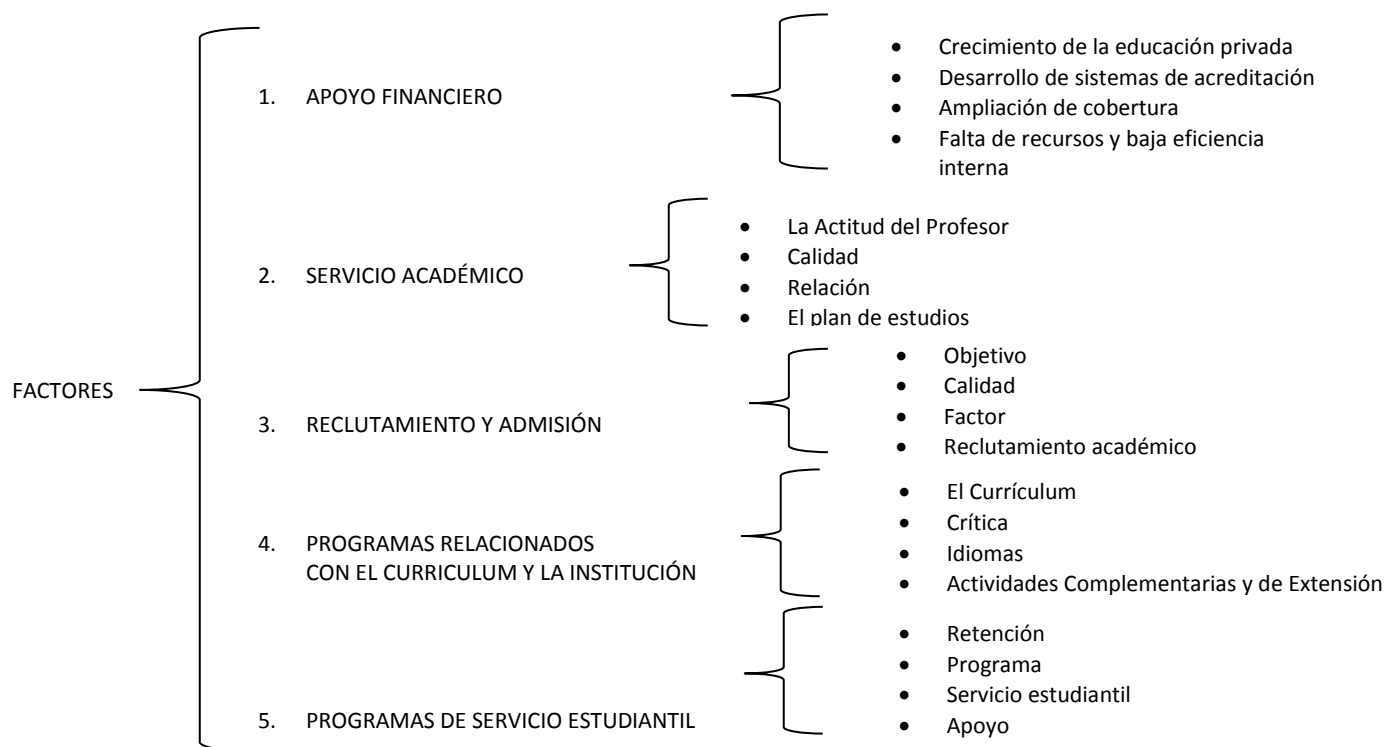 FACTORES
1. APOYO FINANCIERO
• Crecimiento de la educación privada
• Desarrollo de sistemas de acreditación
• Ampliación de cobertura
• Falta de recursos y baja eficiencia
interna
2. SERVICIO ACADÉMICO
• La Actitud del Profesor
• Calidad
• Relación
• El plan de estudios
3. RECLUTAMIENTO Y ADMISIÓN
• Objetivo
• Calidad
• Factor
• Reclutamiento académico
4. PROGRAMAS RELACIONADOS
CON EL CURRICULUM Y LA INSTITUCIÓN
• El Currículum
• Crítica
• Idiomas
• Actividades Complementarias y de Extensión
5. PROGRAMAS DE SERVICIO ESTUDIANTIL
• Retención
• Programa
• Servicio estudiantil
• Apoyo